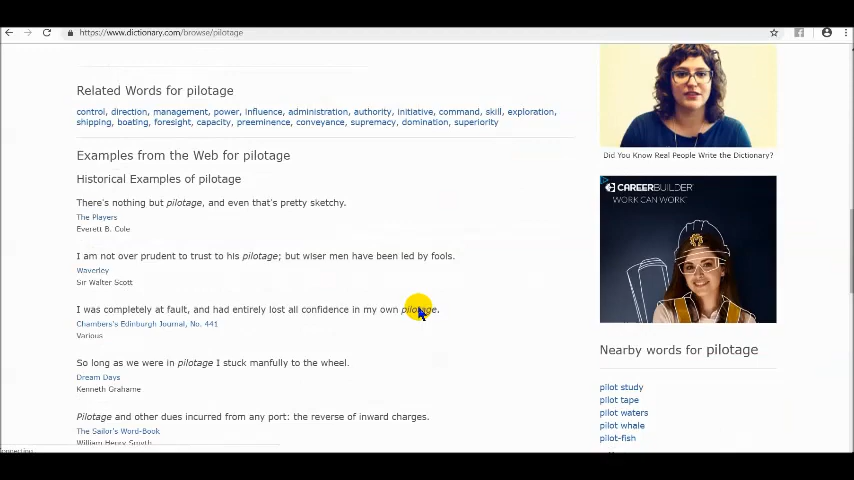 https://www.dictionary.com/browse/pilotage
Related Words for pilotage
control, direction, management, power, influence, administration, authority, initiative, command, skill, exploration,
shipping, boating, foresight, capacity, preeminence, conveyance, supremacy, domination, superiority
Examples from the Web for pilotage
Historical Examples of pilotage
There's nothing but pilotage, and even that's pretty sketchy.
The Players
Everett B. Cole
I am not over prudent to trust to his pilotage; but wiser men have been led by fools.
Waverley
Sir Walter Scott
I was completely at fault, and had entirely lost all confidence in my own pilotage.
Chambers's Edinburgh Journal, No. 441
Various
So long as we were in pilotage I stuck manfully to the wheel.
Dream Days
Kenneth Grahame
Pilotage and other dues incurred from any port: the reverse of inward charges.
The Sailor's Word-Book
William Henry Smyth
Did You Know Real People Write the Dictionary?
CAREERBUILDER
WORK CAN WORK
Nearby words for pilotage
pilot study
pilot tape
pilot waters
pilot whale
pilot-fish